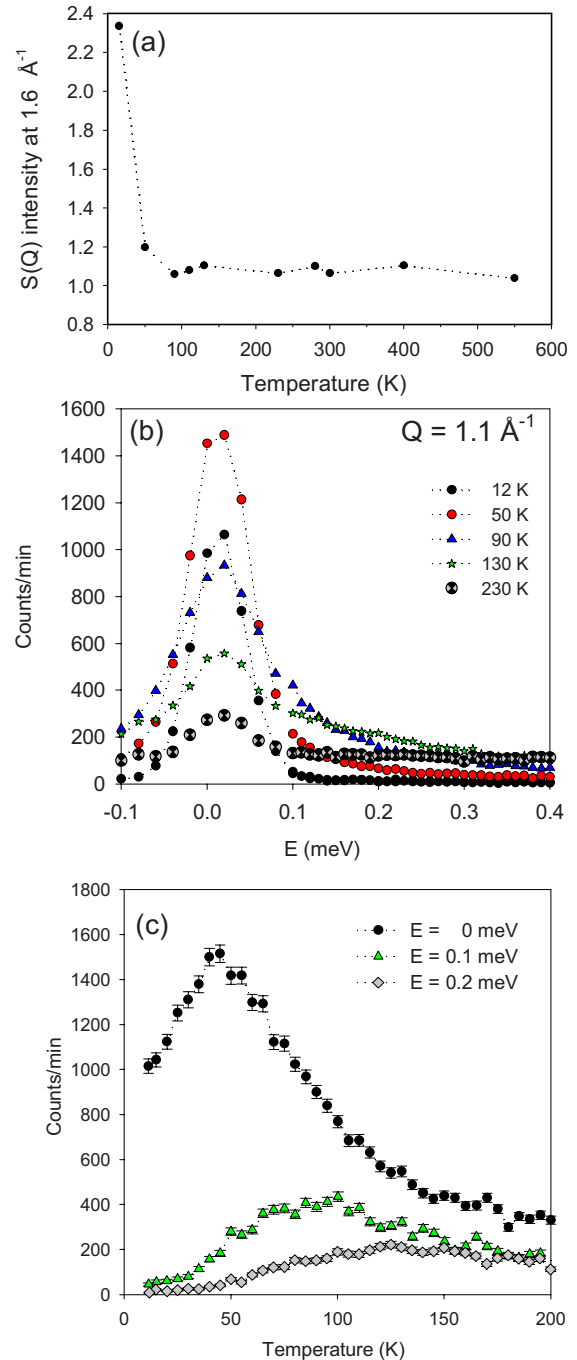 (a)
2.4
2.2
2.0
1.8
1.6
1.4
1.2
1.0
0.8
S(Q) intensity at 1.6 Å⁻¹
0 100 200 300 400 500 600
Temperature (K)
(b)
Q = 1.1 Å⁻¹
1600
1400
1200
1000
800
600
400
200
0
Counts/min
12 K
50 K
90 K
130 K
230 K
-0.1 0.0 0.1 0.2 0.3 0.4
E (meV)
(c)
1800
1600
1400
1200
1000
800
600
400
200
0
Counts/min
E = 0 meV
E = 0.1 meV
E = 0.2 meV
0 50 100 150 200
Temperature (K)